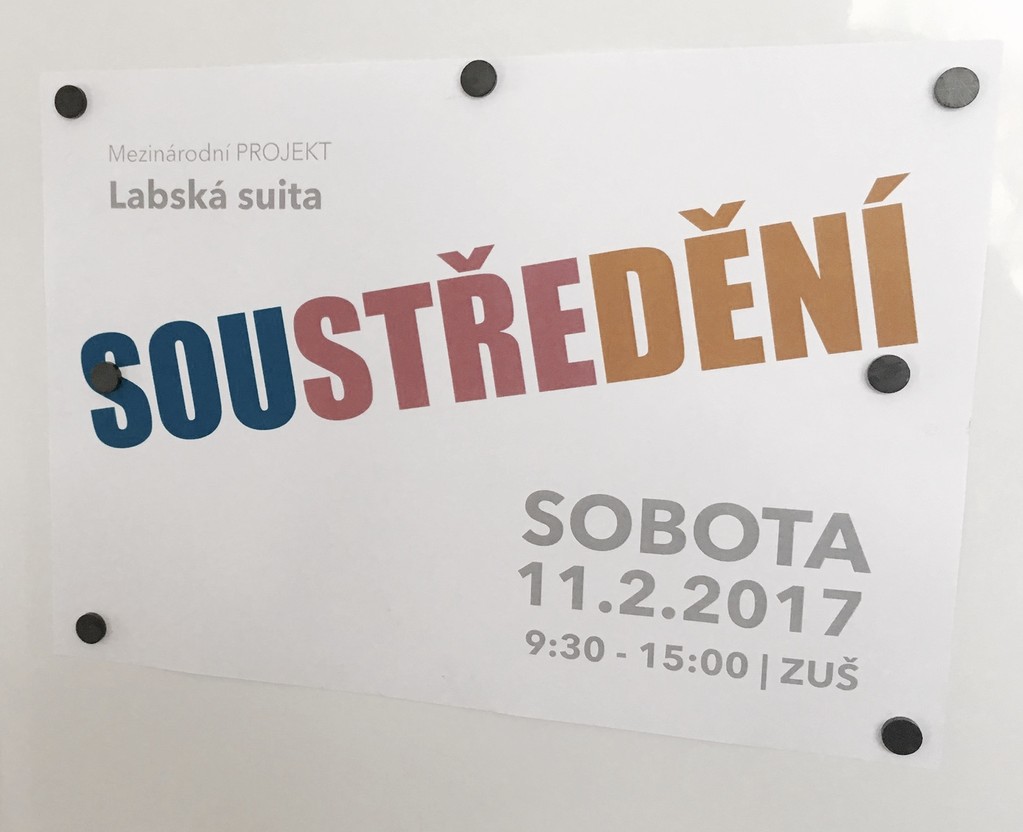 Mezinárodní PROJEKT
Labská suita
SOUSTŘEDĚNÍ
SOBOTA
11.2.2017
9:30 - 15:00 | ZUŠ